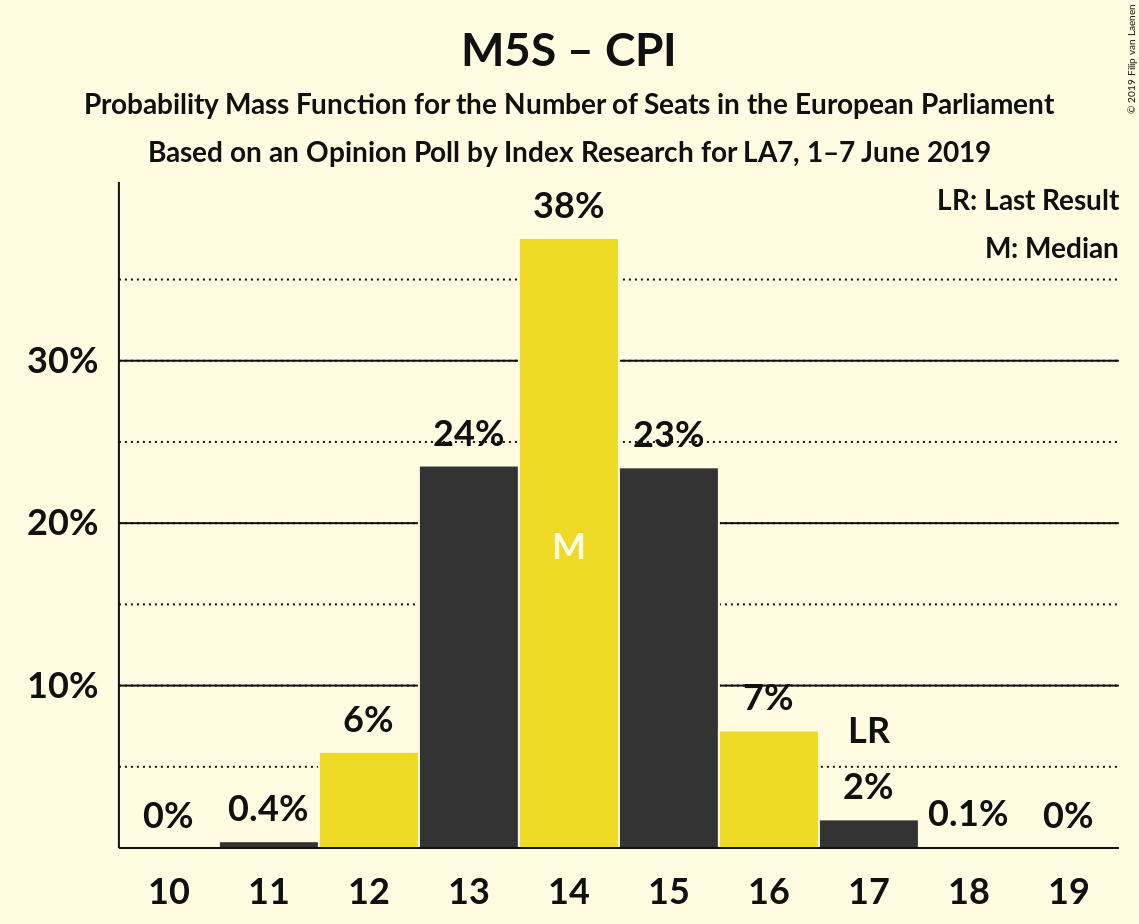 M5S – CPI
Probability Mass Function for the Number of Seats in the European Parliament
Based on an Opinion Poll by Index Research for LA7, 1–7 June 2019
© 2019 Filip van Laenen
LR: Last Result
M: Median
38%
30%
24%
23%
20%
M
10%
7%
6%
LR
2%
0%
0.4%
0.1%
0%
10 11 12 13 14 15 16 17 18 19